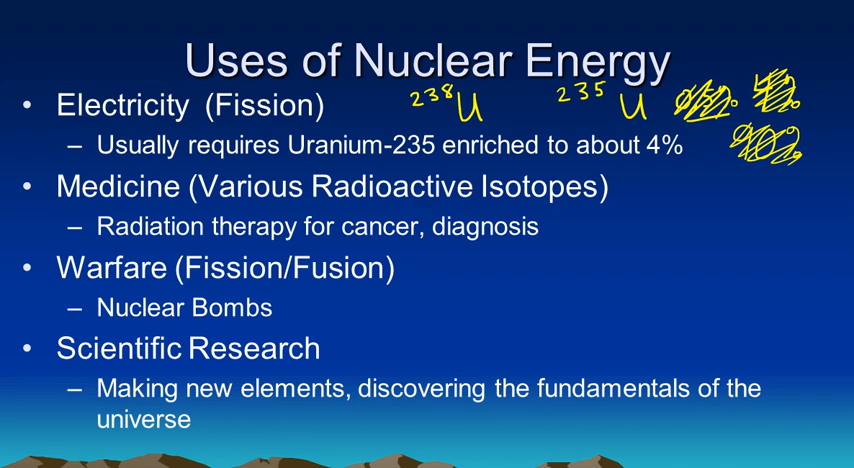 Uses of Nuclear Energy
• Electricity (Fission) ²³⁸U ²³⁵U
– Usually requires Uranium-235 enriched to about 4%
• Medicine (Various Radioactive Isotopes)
– Radiation therapy for cancer, diagnosis
• Warfare (Fission/Fusion)
– Nuclear Bombs
• Scientific Research
– Making new elements, discovering the fundamentals of the
universe